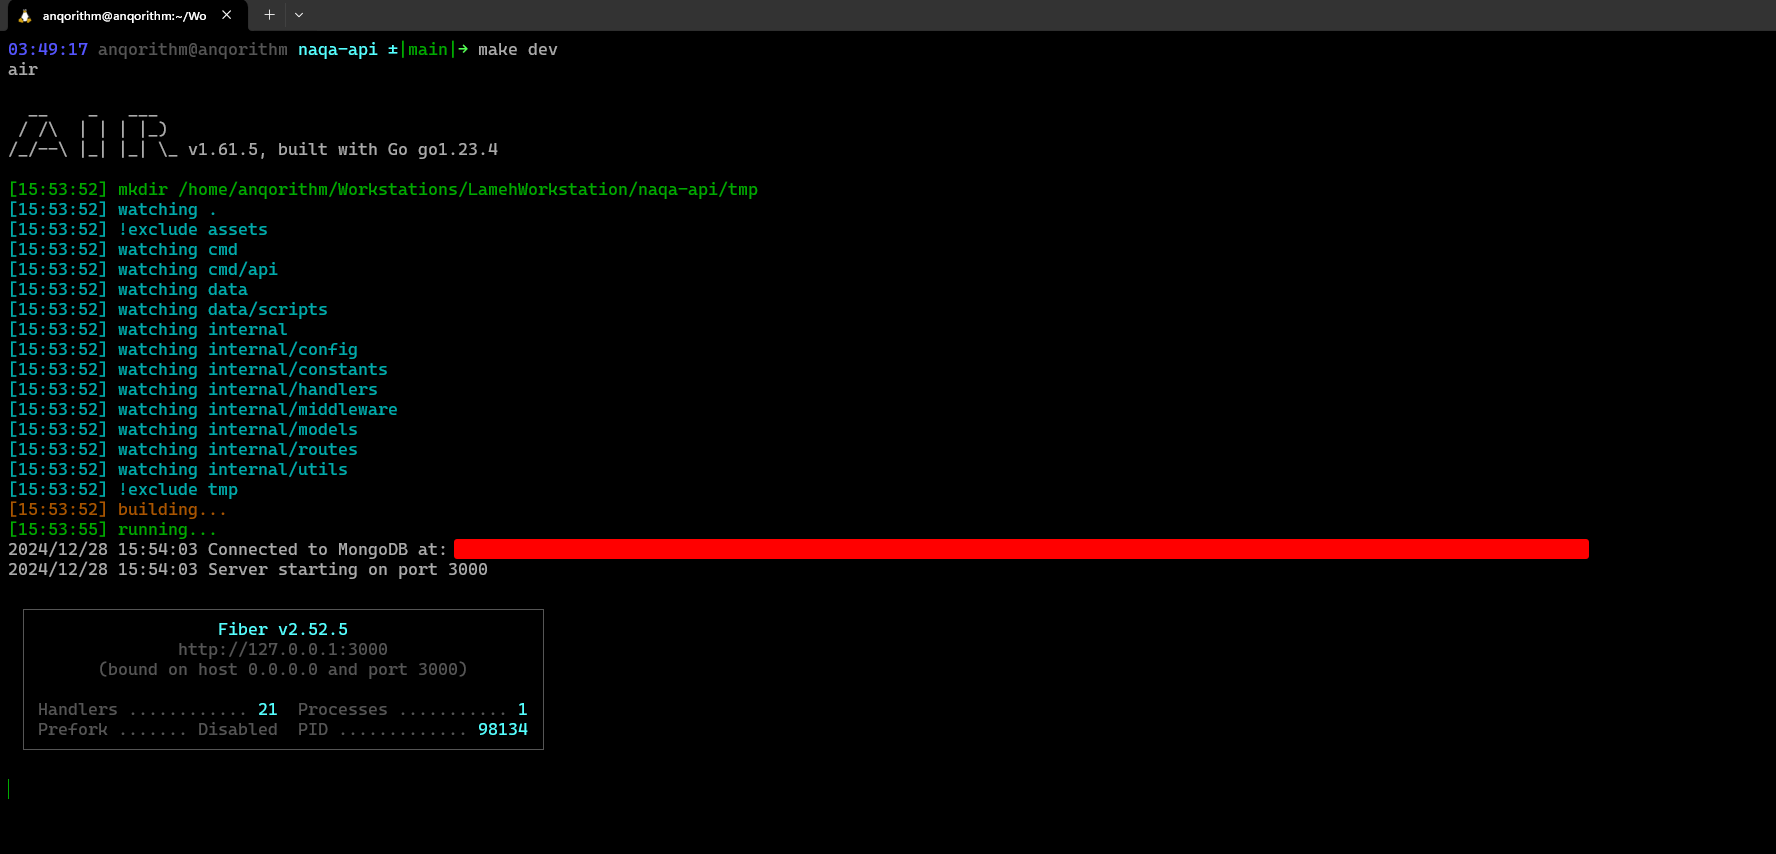 anqorithm@anqorithm:~/Wo
03:49:17 anqorithm@anqorithm naqa-api ±|main|→ make dev
air
  __    _   ___
 / /\  | | | |_)
/_/--\ |_| |_| \_ v1.61.5, built with Go go1.23.4
[15:53:52] mkdir /home/anqorithm/Workstations/LamehWorkstation/naqa-api/tmp
[15:53:52] watching .
[15:53:52] !exclude assets
[15:53:52] watching cmd
[15:53:52] watching cmd/api
[15:53:52] watching data
[15:53:52] watching data/scripts
[15:53:52] watching internal
[15:53:52] watching internal/config
[15:53:52] watching internal/constants
[15:53:52] watching internal/handlers
[15:53:52] watching internal/middleware
[15:53:52] watching internal/models
[15:53:52] watching internal/routes
[15:53:52] watching internal/utils
[15:53:52] !exclude tmp
[15:53:52] building...
[15:53:55] running...
2024/12/28 15:54:03 Connected to MongoDB at:
2024/12/28 15:54:03 Server starting on port 3000
Fiber v2.52.5
http://127.0.0.1:3000
(bound on host 0.0.0.0 and port 3000)
Handlers ............ 21  Processes ........... 1
Prefork ....... Disabled  PID ............. 98134